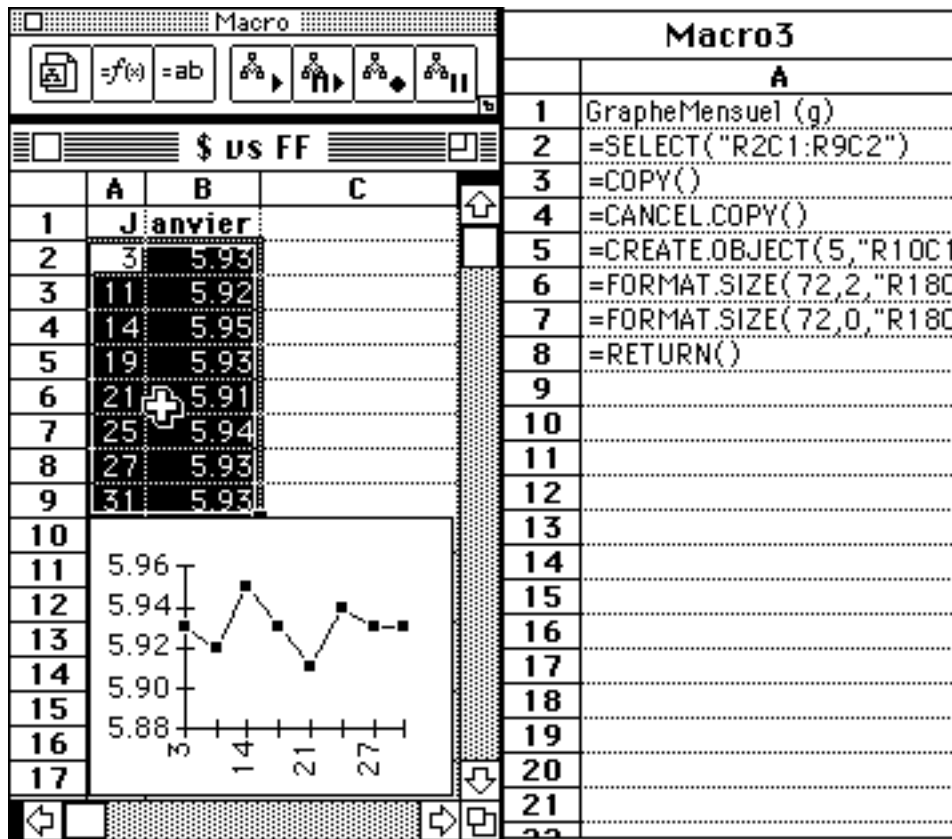 Macro
=f(x) =ab
$ vs FF
A B C
1 J anvier
2 3 5.93
3 11 5.92
4 14 5.95
5 19 5.93
6 21 5.91
7 25 5.94
8 27 5.93
9 31 5.93
10
11
12
13
14
15
16
17
5.96
5.94
5.92
5.90
5.88
3 14 21 27
Macro3
A
1 GrapheMensuel (g)
2 =SELECT("R2C1:R9C2")
3 =COPY()
4 =CANCEL.COPY()
5 =CREATE.OBJECT(5,"R10C1
6 =FORMAT.SIZE(72,2,"R18C
7 =FORMAT.SIZE(72,0,"R18C
8 =RETURN()
9
10
11
12
13
14
15
16
17
18
19
20
21